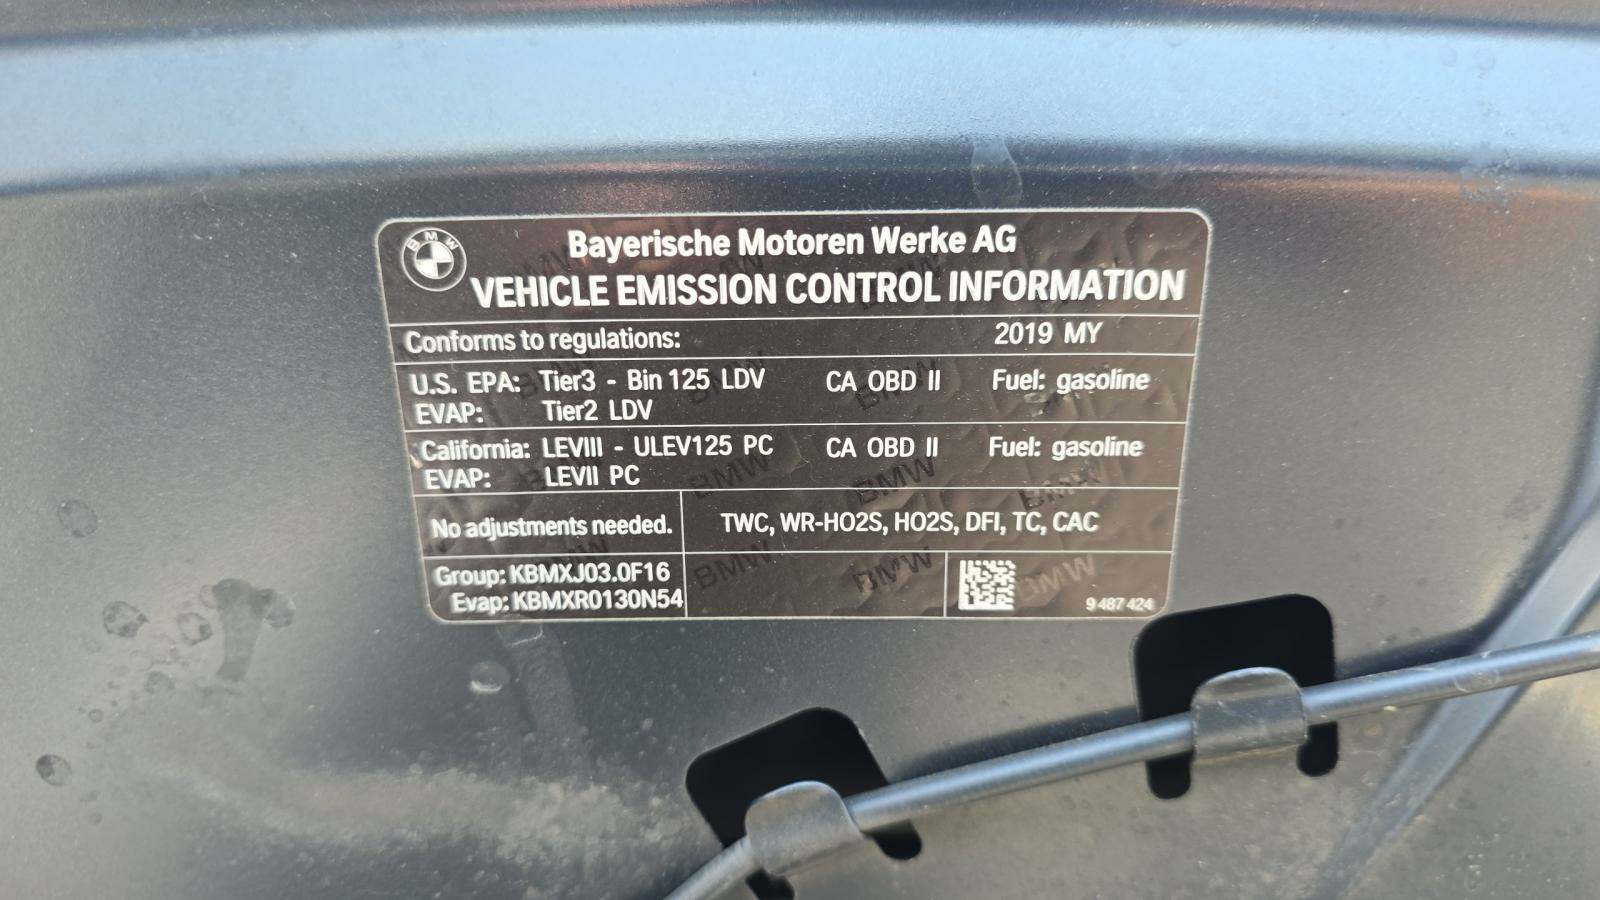 BMW
Bayerische Motoren Werke AG
VEHICLE EMISSION CONTROL INFORMATION
Conforms to regulations: 2019 MY
U.S. EPA: Tier3 - Bin 125 LDV CA OBD II Fuel: gasoline
EVAP: Tier2 LDV
California: LEVIII - ULEV125 PC CA OBD II Fuel: gasoline
EVAP: LEVII PC
No adjustments needed. TWC, WR-HO2S, HO2S, DFI, TC, CAC
Group: KBMXJ03.0F16
Evap: KBMXR0130N54
9 487 424